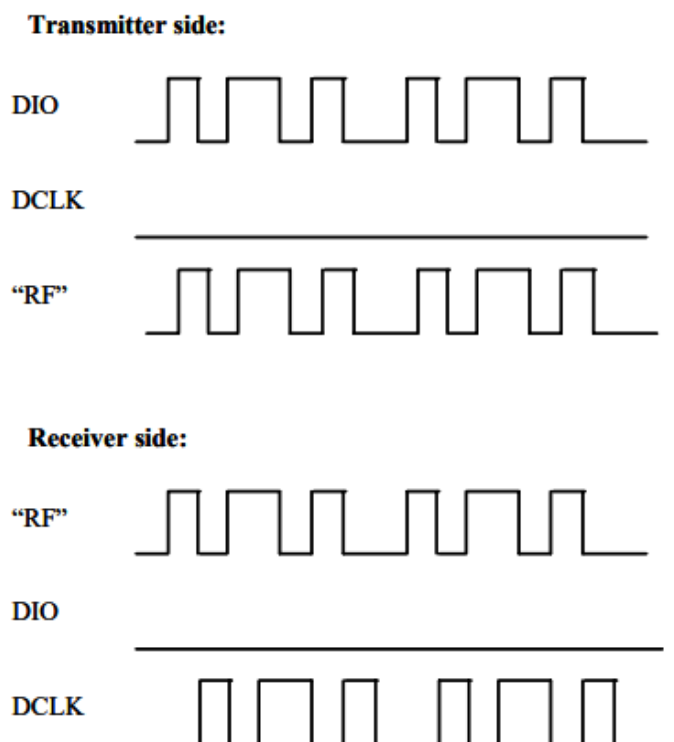 Transmitter side:
DIO
DCLK
“RF”
Receiver side:
“RF”
DIO
DCLK